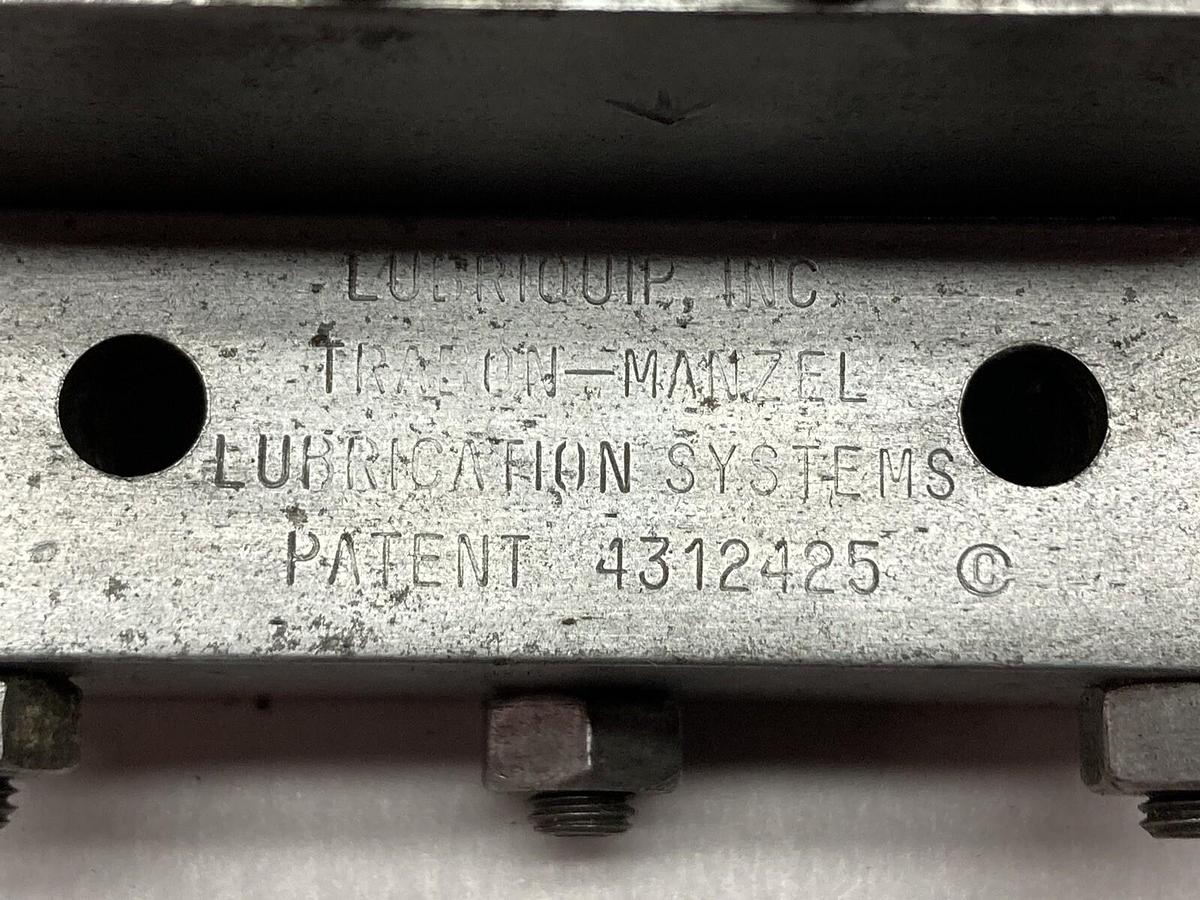 LUBRIQUIP, INC.
TRABON—MANZEL
LUBRICATION SYSTEMS
PATENT 4312425 ©